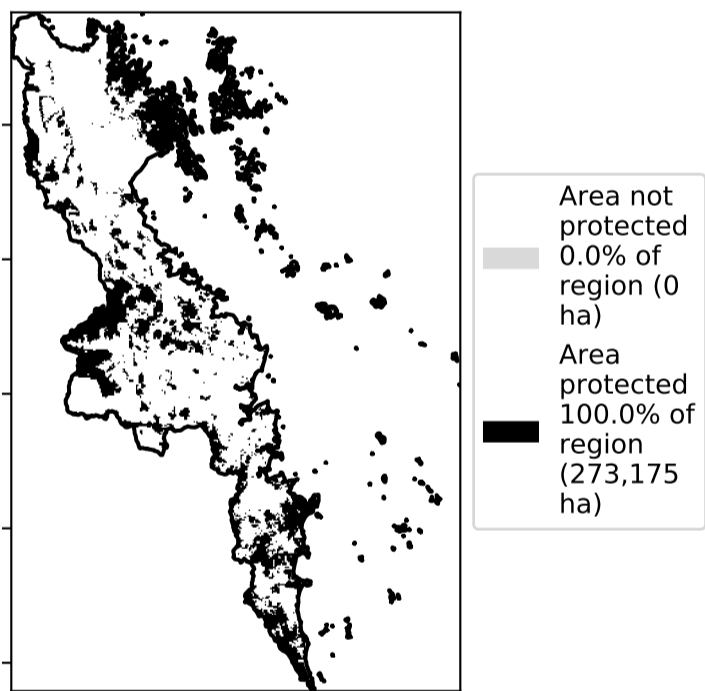 Area not
protected
0.0% of
region (0
ha)
Area
protected
100.0% of
region
(273,175
ha)